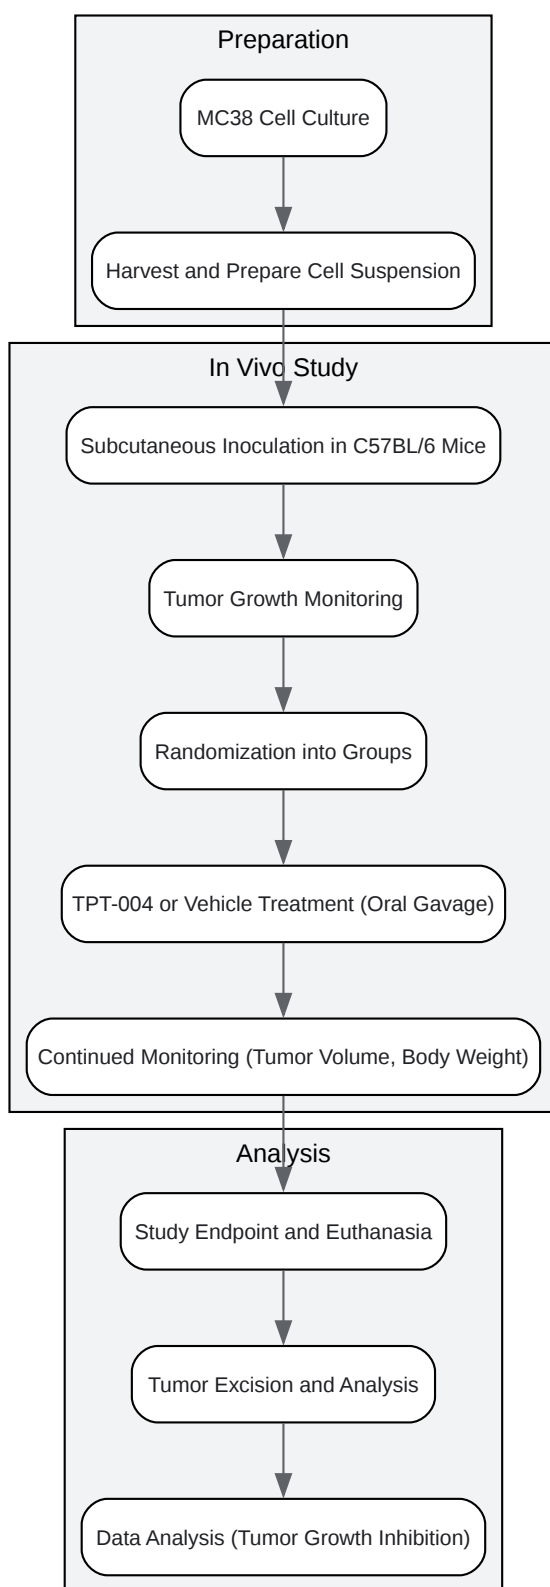 Preparation
MC38 Cell Culture
Harvest and Prepare Cell Suspension
In Vivo Study
Subcutaneous Inoculation in C57BL/6 Mice
Tumor Growth Monitoring
Randomization into Groups
TPT-004 or Vehicle Treatment (Oral Gavage)
Continued Monitoring (Tumor Volume, Body Weight)
Analysis
Study Endpoint and Euthanasia
Tumor Excision and Analysis
Data Analysis (Tumor Growth Inhibition)